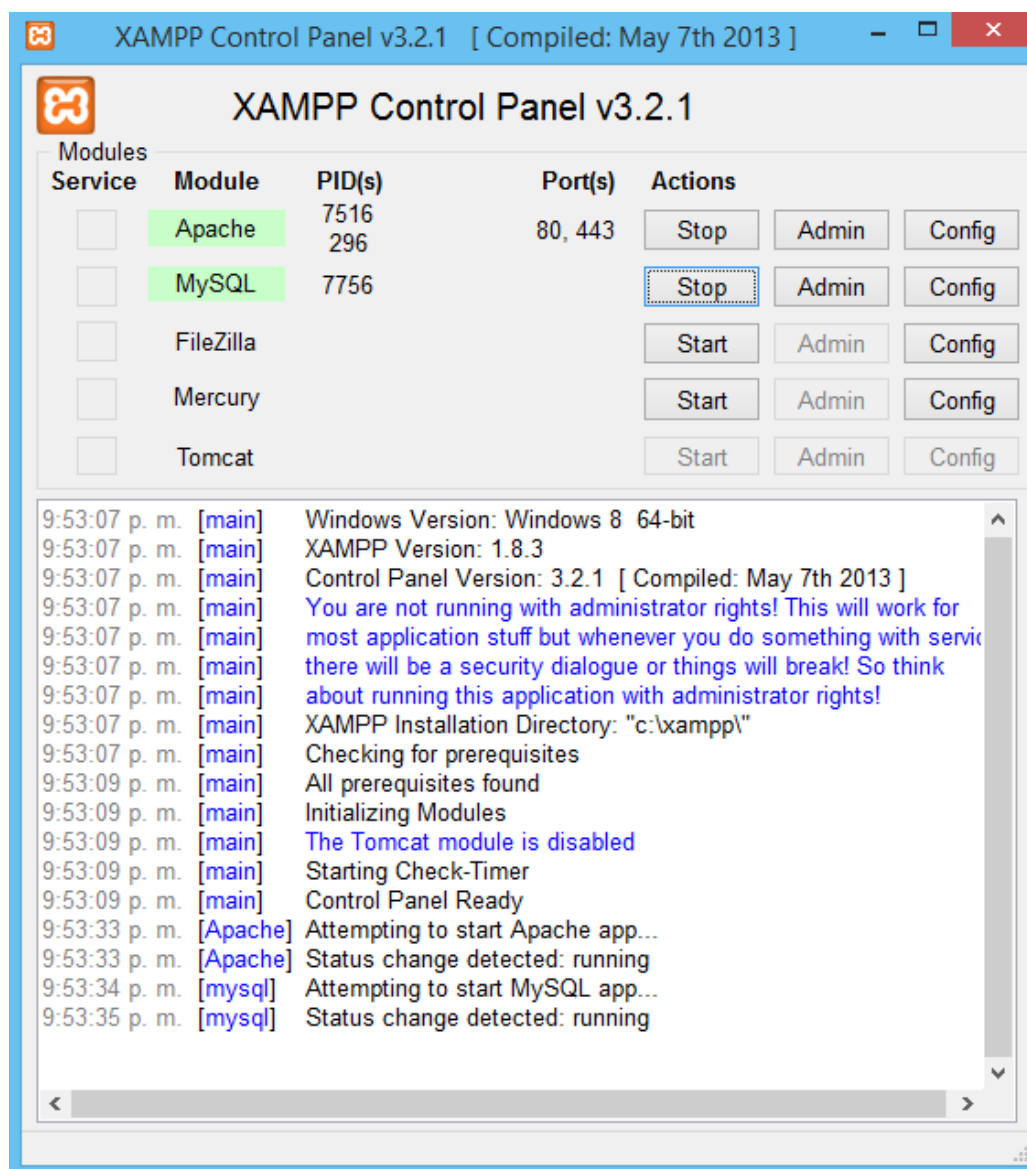 XAMPP Control Panel v3.2.1 [ Compiled: May 7th 2013 ]
XAMPP Control Panel v3.2.1
Modules
Service Module PID(s) Port(s) Actions
Apache 7516 296 80, 443 Stop Admin Config
MySQL 7756 Stop Admin Config
FileZilla Start Admin Config
Mercury Start Admin Config
Tomcat Start Admin Config
9:53:07 p. m. [main] Windows Version: Windows 8 64-bit
9:53:07 p. m. [main] XAMPP Version: 1.8.3
9:53:07 p. m. [main] Control Panel Version: 3.2.1 [ Compiled: May 7th 2013 ]
9:53:07 p. m. [main] You are not running with administrator rights! This will work for
9:53:07 p. m. [main] most application stuff but whenever you do something with servic
9:53:07 p. m. [main] there will be a security dialogue or things will break! So think
9:53:07 p. m. [main] about running this application with administrator rights!
9:53:07 p. m. [main] XAMPP Installation Directory: "c:\xampp\"
9:53:07 p. m. [main] Checking for prerequisites
9:53:09 p. m. [main] All prerequisites found
9:53:09 p. m. [main] Initializing Modules
9:53:09 p. m. [main] The Tomcat module is disabled
9:53:09 p. m. [main] Starting Check-Timer
9:53:09 p. m. [main] Control Panel Ready
9:53:33 p. m. [Apache] Attempting to start Apache app...
9:53:33 p. m. [Apache] Status change detected: running
9:53:34 p. m. [mysql] Attempting to start MySQL app...
9:53:35 p. m. [mysql] Status change detected: running